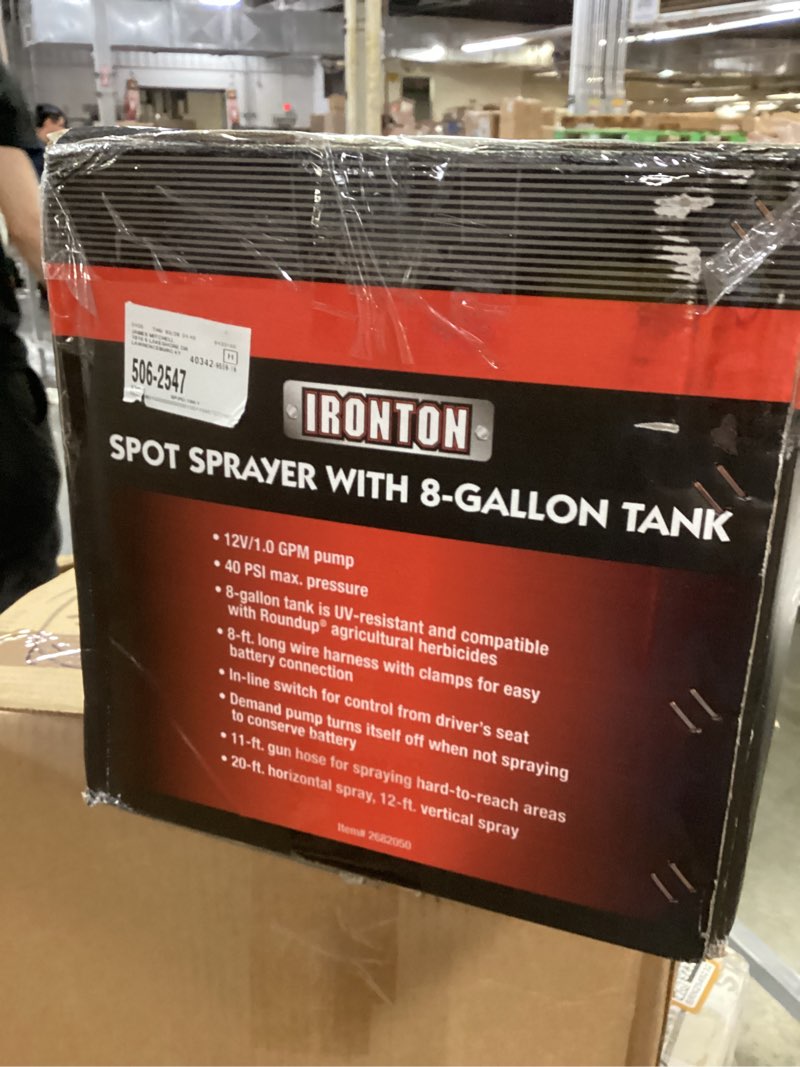 JAMES MITCHELL
LAWRENCEBURG KY
40342
H
506-2547
IRONTON
SPOT SPRAYER WITH 8-GALLON TANK
• 12V/1.0 GPM pump
• 40 PSI max. pressure
• 8-gallon tank is UV-resistant and compatible
with Roundup® agricultural herbicides
• 8-ft. long wire harness with clamps for easy
battery connection
• In-line switch for control from driver's seat
• Demand pump turns itself off when not spraying
to conserve battery
• 11-ft. gun hose for spraying hard-to-reach areas
• 20-ft. horizontal spray, 12-ft. vertical spray
Item# 2682050